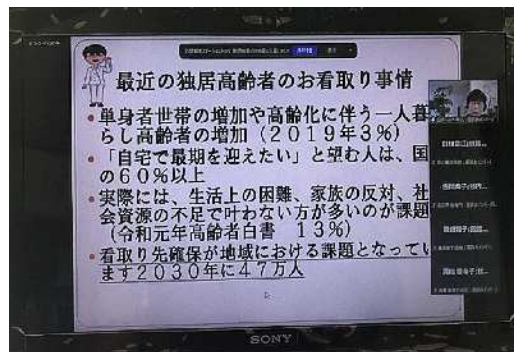 最近の独居高齢者のお看取り事情
• 単身者世帯の増加や高齢化に伴う一人暮
らし高齢者の増加（2019年3%）
• 「自宅で最期を迎えたい」と望む人は、国
の60%以上
• 実際には、生活上の困難、家族の反対、社
会資源の不足で叶わない方が多いのが課題
（令和元年高齢者白書 13%）
• 看取り先確保が地域における課題となってい
ます2030年に47万人
SONY